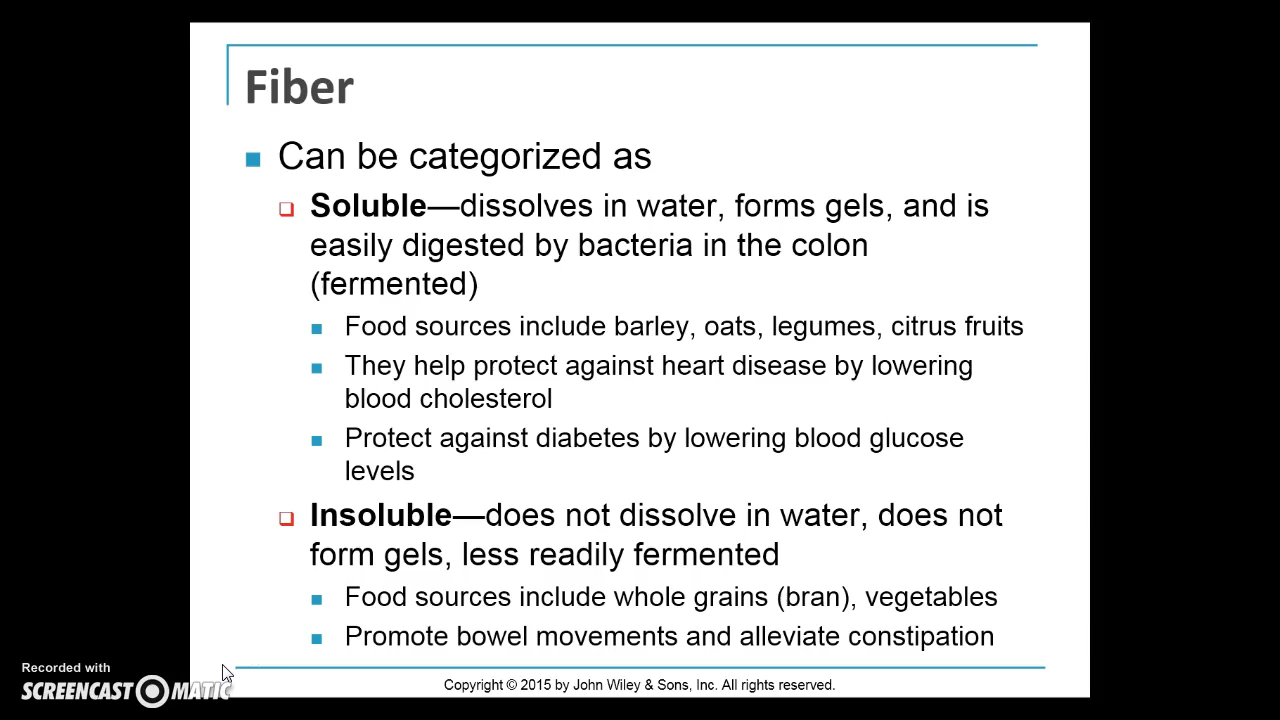 Fiber
Can be categorized as
Soluble—dissolves in water, forms gels, and is
easily digested by bacteria in the colon
(fermented)
Food sources include barley, oats, legumes, citrus fruits
They help protect against heart disease by lowering
blood cholesterol
Protect against diabetes by lowering blood glucose
levels
Insoluble—does not dissolve in water, does not
form gels, less readily fermented
Food sources include whole grains (bran), vegetables
Promote bowel movements and alleviate constipation
Copyright © 2015 by John Wiley & Sons, Inc. All rights reserved.
Recorded with
SCREENCAST MATIC